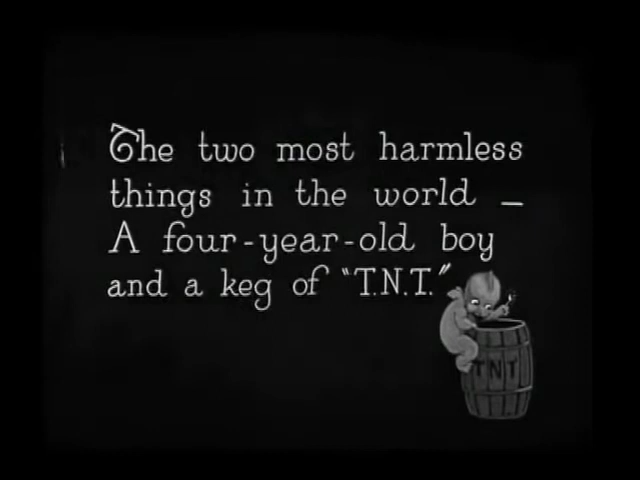 The two most harmless
things in the world —
A four-year-old boy
and a keg of "T.N.T."
TNT